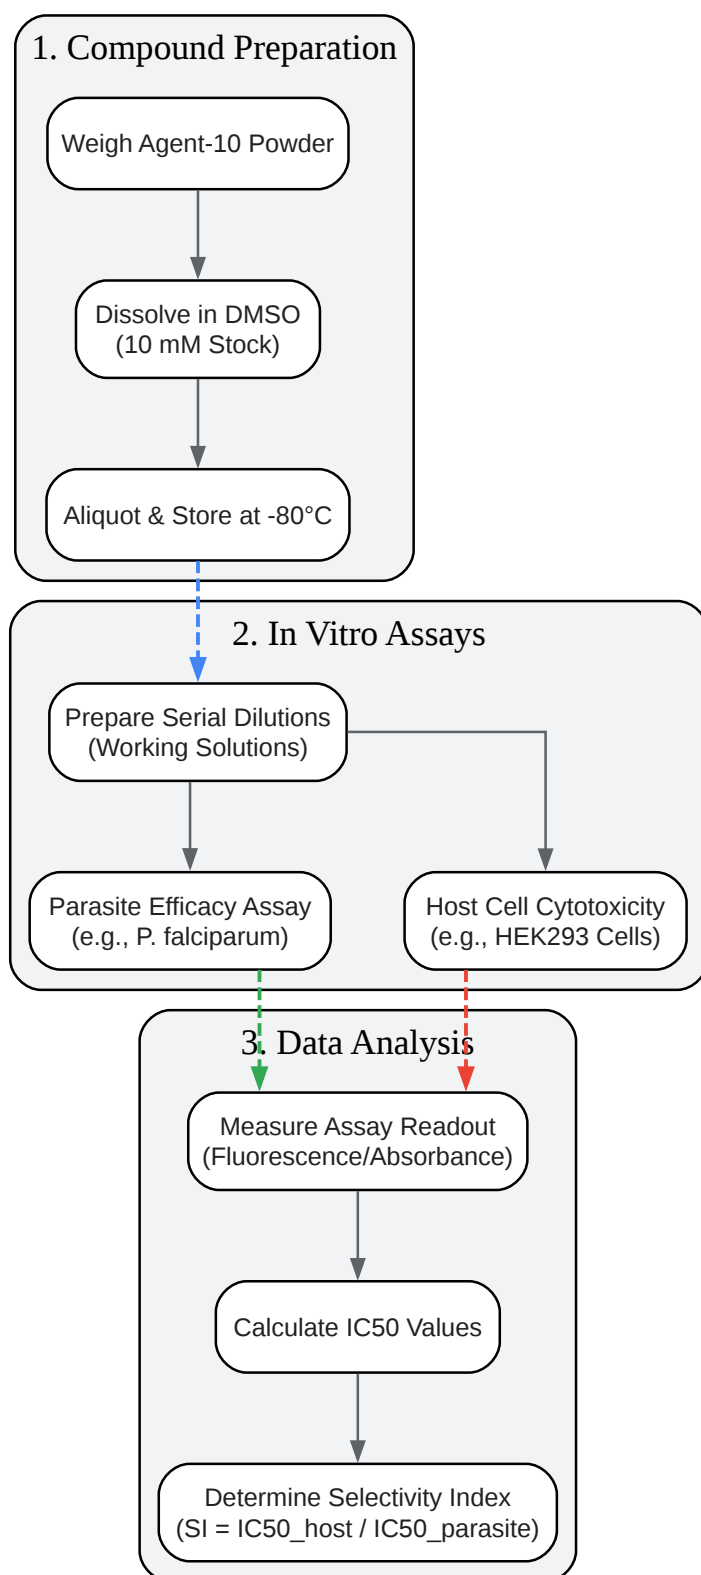 1. Compound Preparation
Weigh Agent-10 Powder
Dissolve in DMSO
(10 mM Stock)
Aliquot & Store at -80°C
2. In Vitro Assays
Prepare Serial Dilutions
(Working Solutions)
Parasite Efficacy Assay
(e.g., P. falciparum)
Host Cell Cytotoxicity
(e.g., HEK293 Cells)
3. Data Analysis
Measure Assay Readout
(Fluorescence/Absorbance)
Calculate IC50 Values
Determine Selectivity Index
(SI = IC50_host / IC50_parasite)